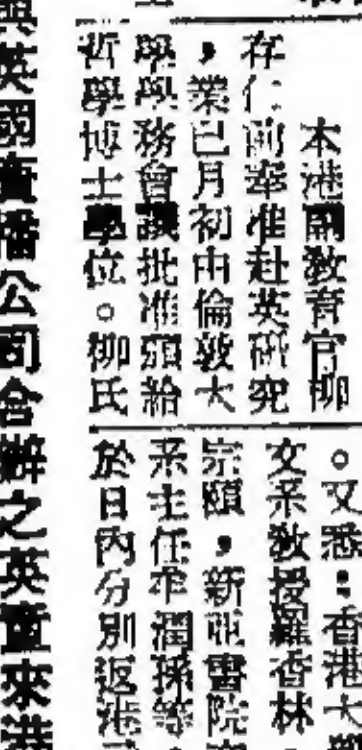 本港副教育官柳
存仁前奉准赴英研究
，業已月初由倫敦大
學學務會議批准頒給
哲學博士學位。柳氏
。又悉：香港大
文系教授羅香林
宗頤，新亞書院
系主任牟潤孫等
於日內分別返港
與英國廣播公司合辦之英童來港